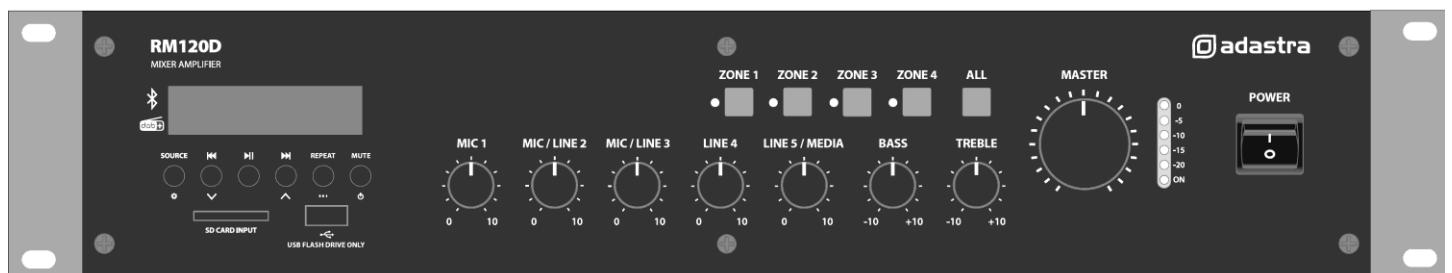 RM120D
MIXER AMPLIFIER
adastra
ZONE 1 ZONE 2 ZONE 3 ZONE 4 ALL
MASTER
POWER
dab+
0
-5
-10
-15
-20
ON
SOURCE REPEAT MUTE
MIC 1 MIC / LINE 2 MIC / LINE 3 LINE 4 LINE 5 / MEDIA BASS TREBLE
0 10 0 10 0 10 0 10 0 10 -10 +10 -10 +10
SD CARD INPUT
USB FLASH DRIVE ONLY
I
O